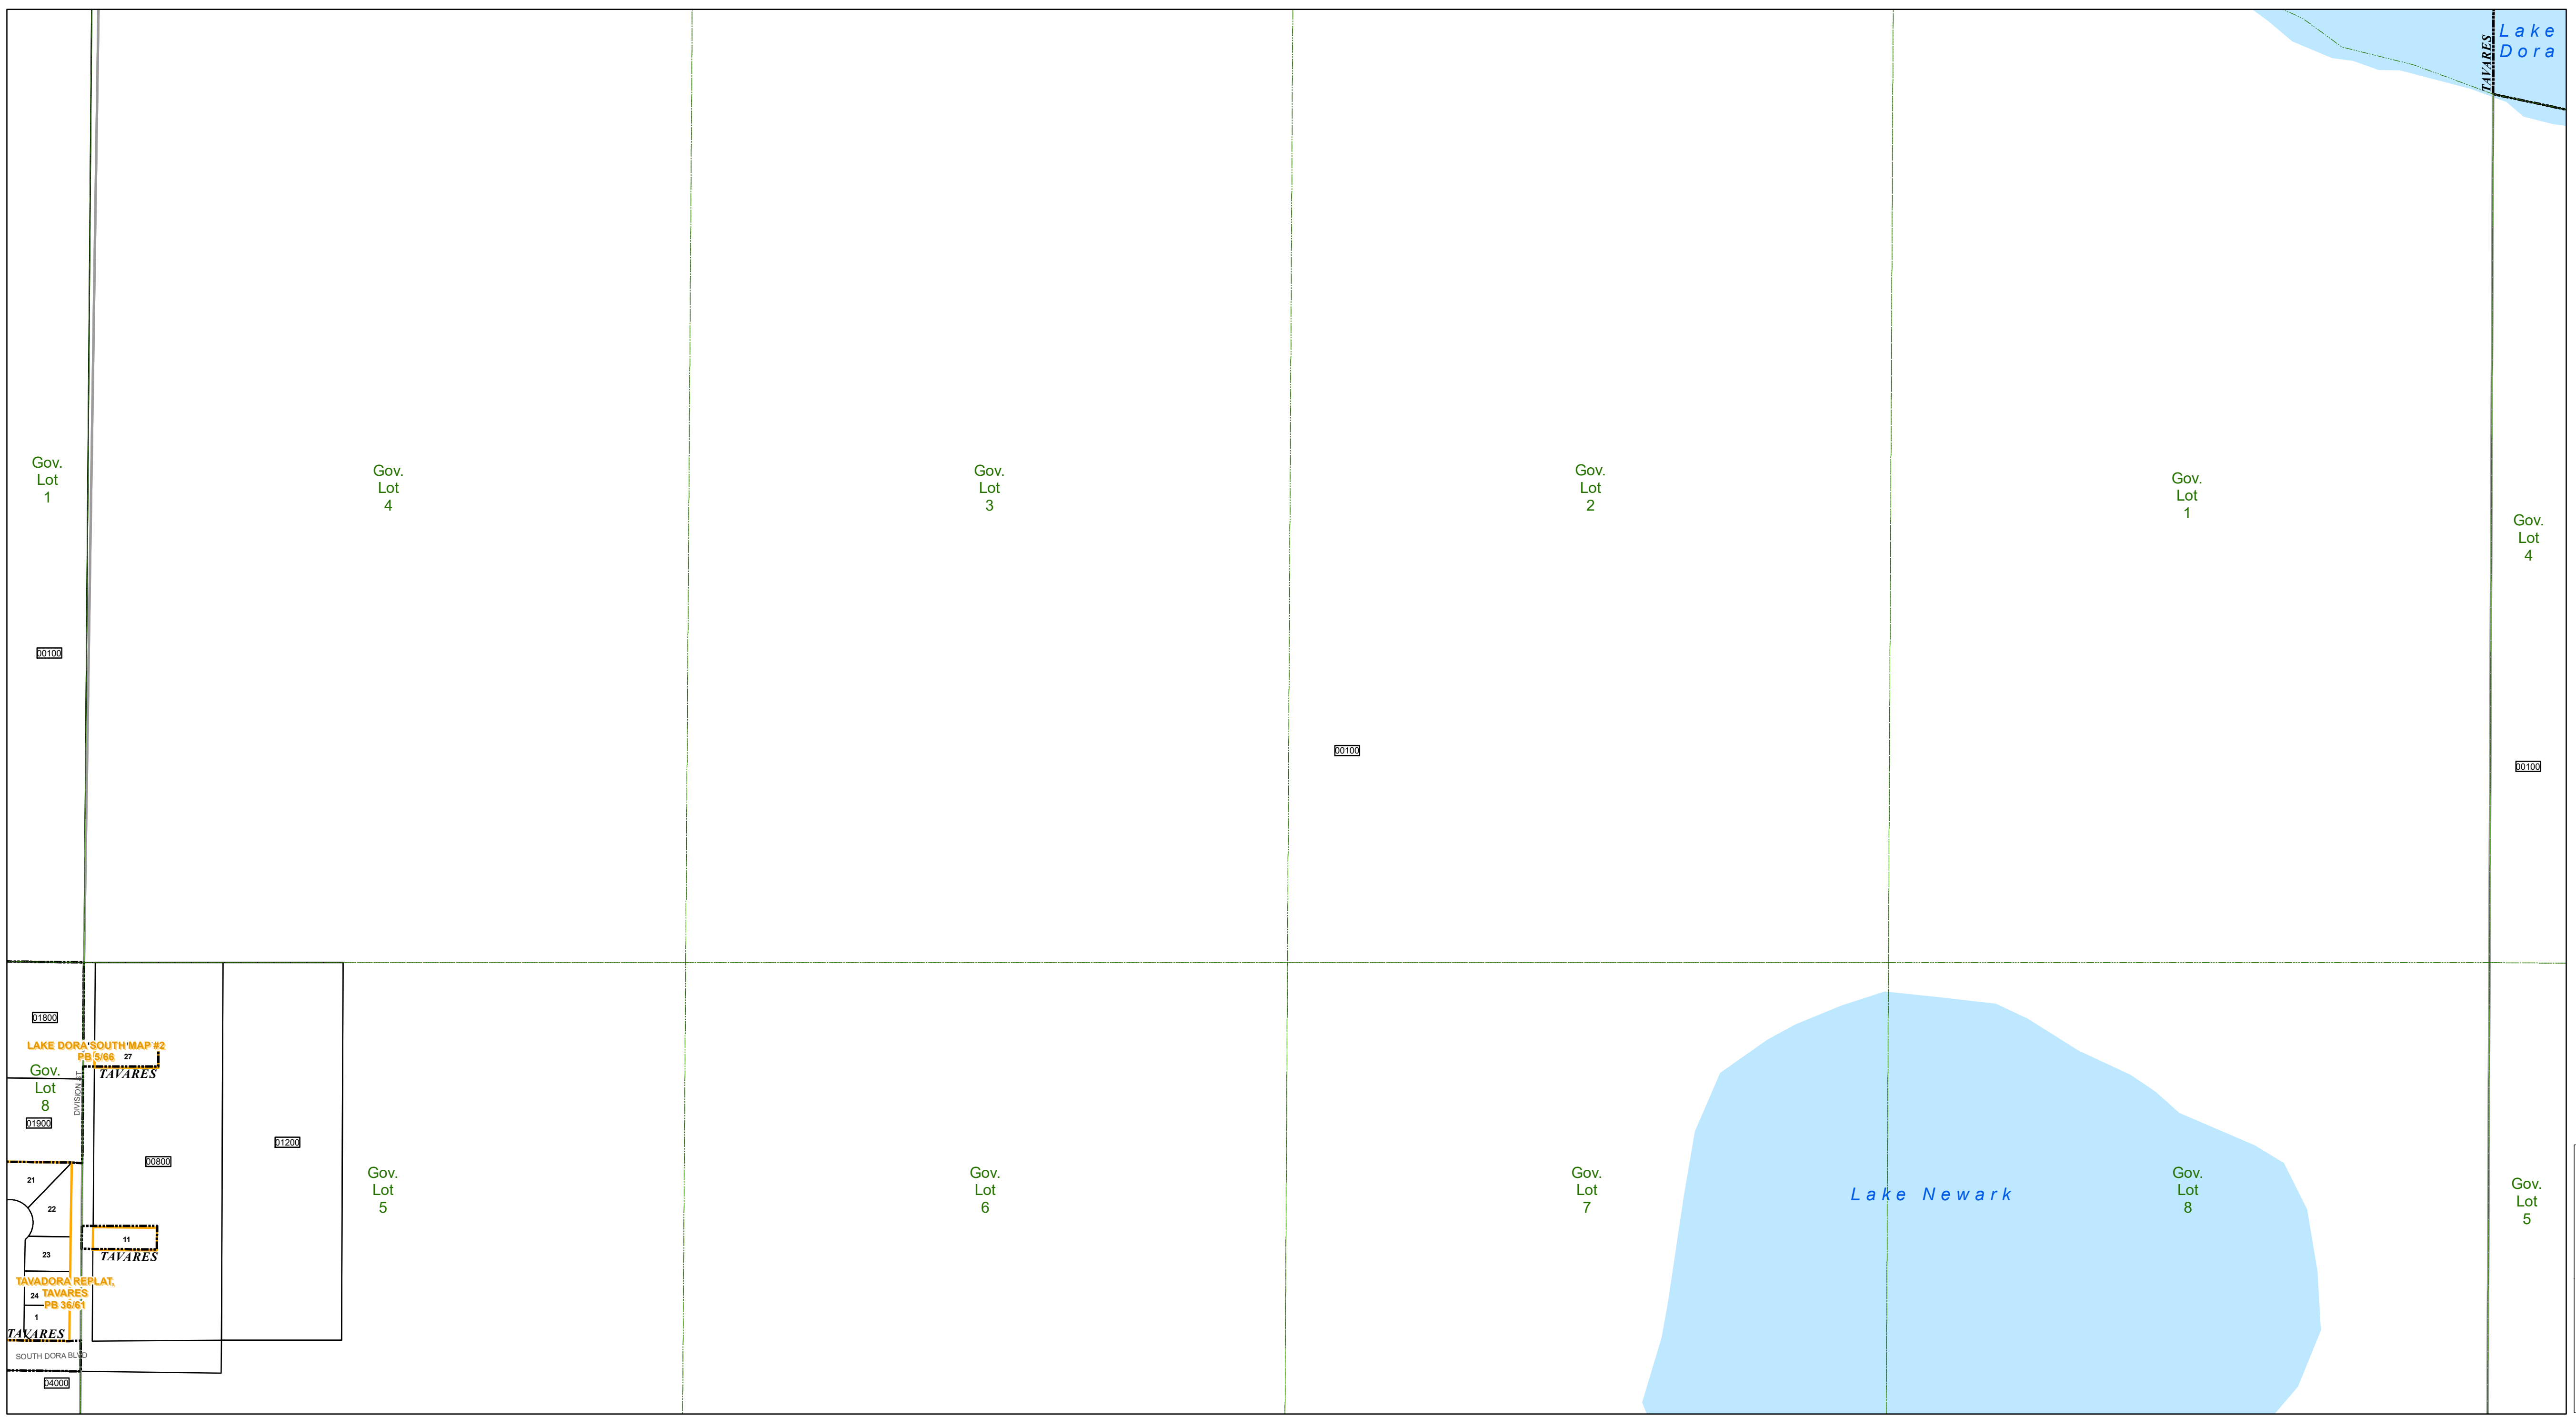 Lake
Dora
TAVARES
Gov.
Lot
1
Gov.
Lot
4
Gov.
Lot
3
Gov.
Lot
2
Gov.
Lot
1
Gov.
Lot
4
00100
00100
00100
01800
LAKE DORA SOUTH MAP #2
PB 5/66
27
TAVARES
Gov.
Lot
8
DIVISION ST
01900
01200
00800
21
22
Gov.
Lot
5
Gov.
Lot
6
Gov.
Lot
7
Lake Newark
Gov.
Lot
8
Gov.
Lot
5
11
TAVARES
23
TAVADORA REPLAT,
TAVARES
PB 36/61
24
1
TAVARES
SOUTH DORA BLVD
04000